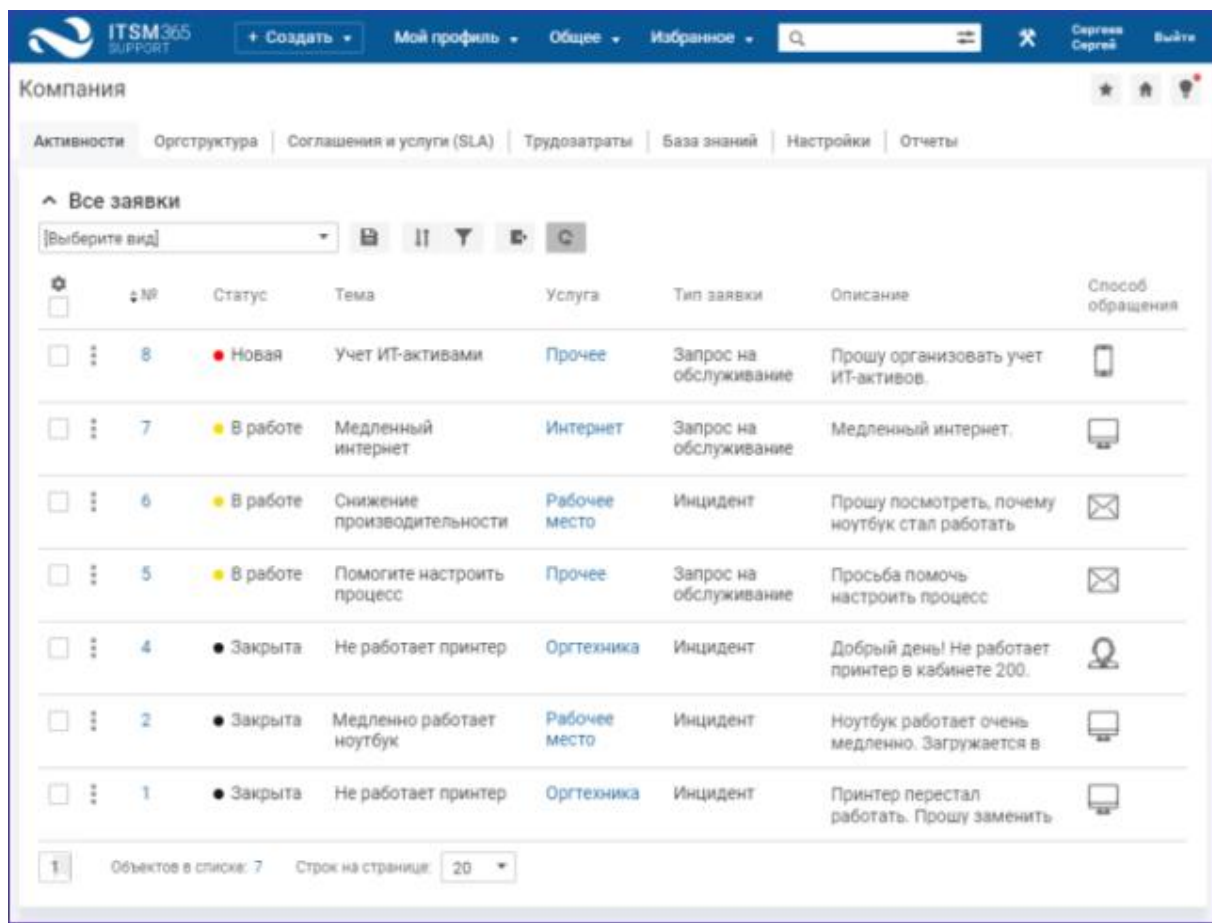 ITSM365
SUPPORT
+ Создать
Мой профиль
Общее
Избранное
Сергеев
Сергей
Выйти
Компания
Активности
Оргструктура
Соглашения и услуги (SLA)
Трудозатраты
База знаний
Настройки
Отчеты
Все заявки
[Выберите вид]
№
Статус
Тема
Услуга
Тип заявки
Описание
Способ
обращения
8
Новая
Учет ИТ-активами
Прочее
Запрос на
обслуживание
Прошу организовать учет
ИТ-активов.
7
В работе
Медленный
интернет
Интернет
Запрос на
обслуживание
Медленный интернет.
6
В работе
Снижение
производительности
Рабочее
место
Инцидент
Прошу посмотреть, почему
ноутбук стал работать
5
В работе
Помогите настроить
процесс
Прочее
Запрос на
обслуживание
Просьба помочь
настроить процесс
4
Закрыта
Не работает принтер
Оргтехника
Инцидент
Добрый день! Не работает
принтер в кабинете 200.
2
Закрыта
Медленно работает
ноутбук
Рабочее
место
Инцидент
Ноутбук работает очень
медленно. Загружается в
1
Закрыта
Не работает принтер
Оргтехника
Инцидент
Принтер перестал
работать. Прошу заменить
1
Объектов в списке: 7
Строк на странице:
20